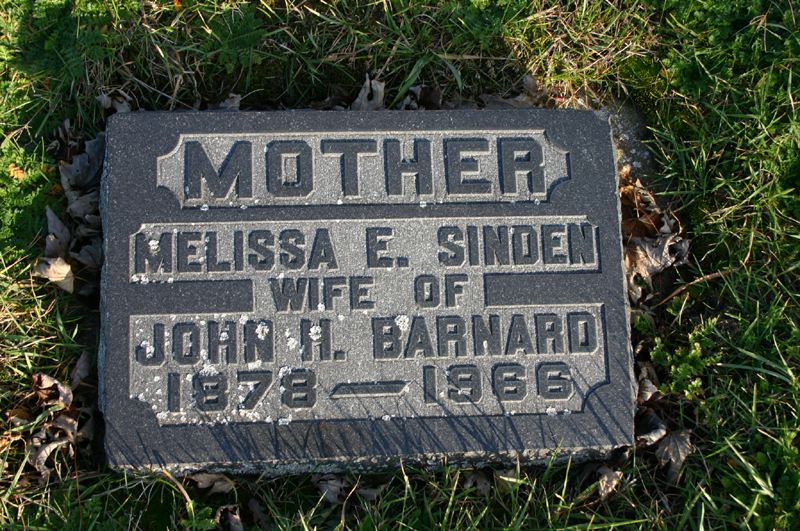 MOTHER
MELISSA E. SINDEN
WIFE OF
JOHN H. BARNARD
1878 — 1966